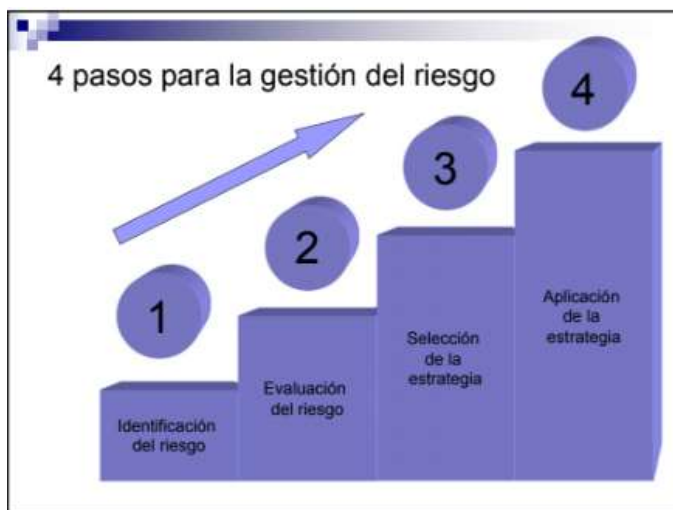 4 pasos para la gestión del riesgo
1
Identificación
del riesgo
2
Evaluación
del riesgo
3
Selección
de la
estrategia
4
Aplicación
de la
estrategia